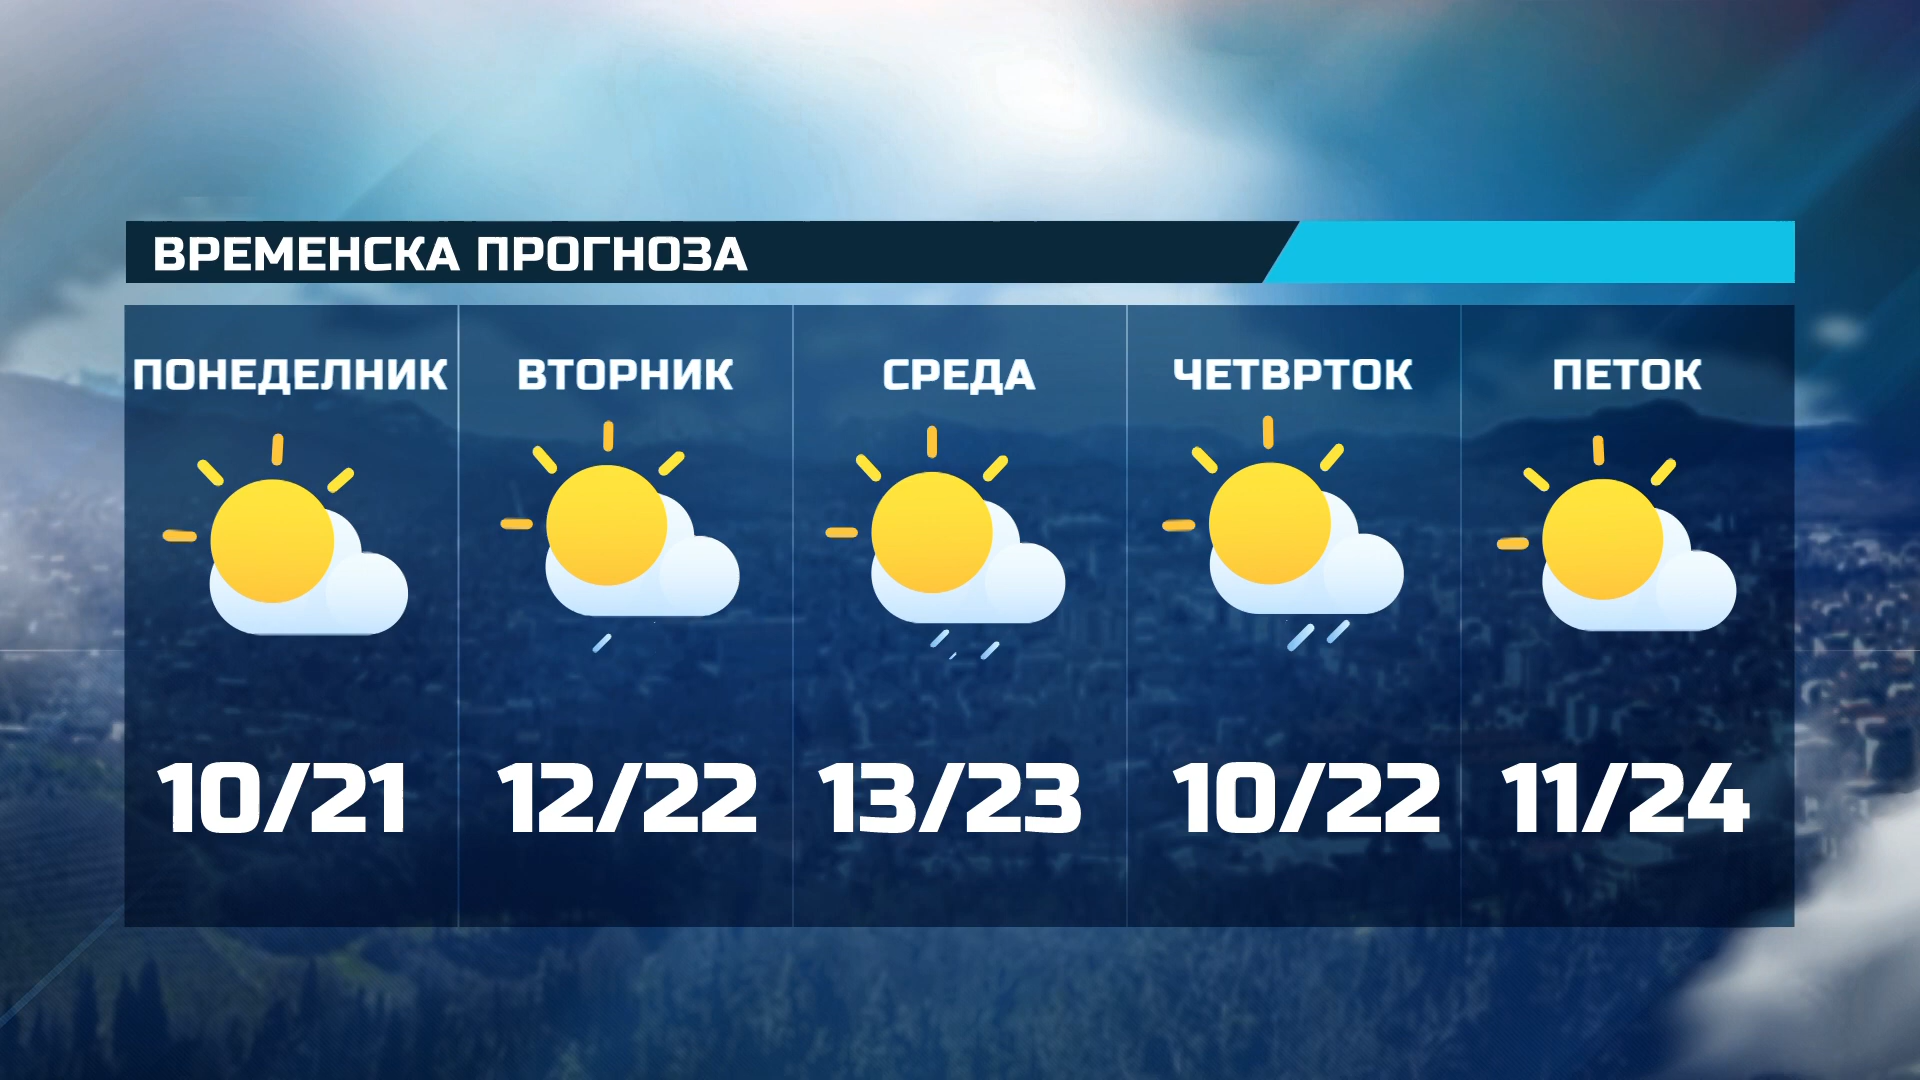 ВРЕМЕНСКА ПРОГНОЗА
ПОНЕДЕЛНИК ВТОРНИК СРЕДА ЧЕТВРТОК ПЕТОК
10/21 12/22 13/23 10/22 11/24